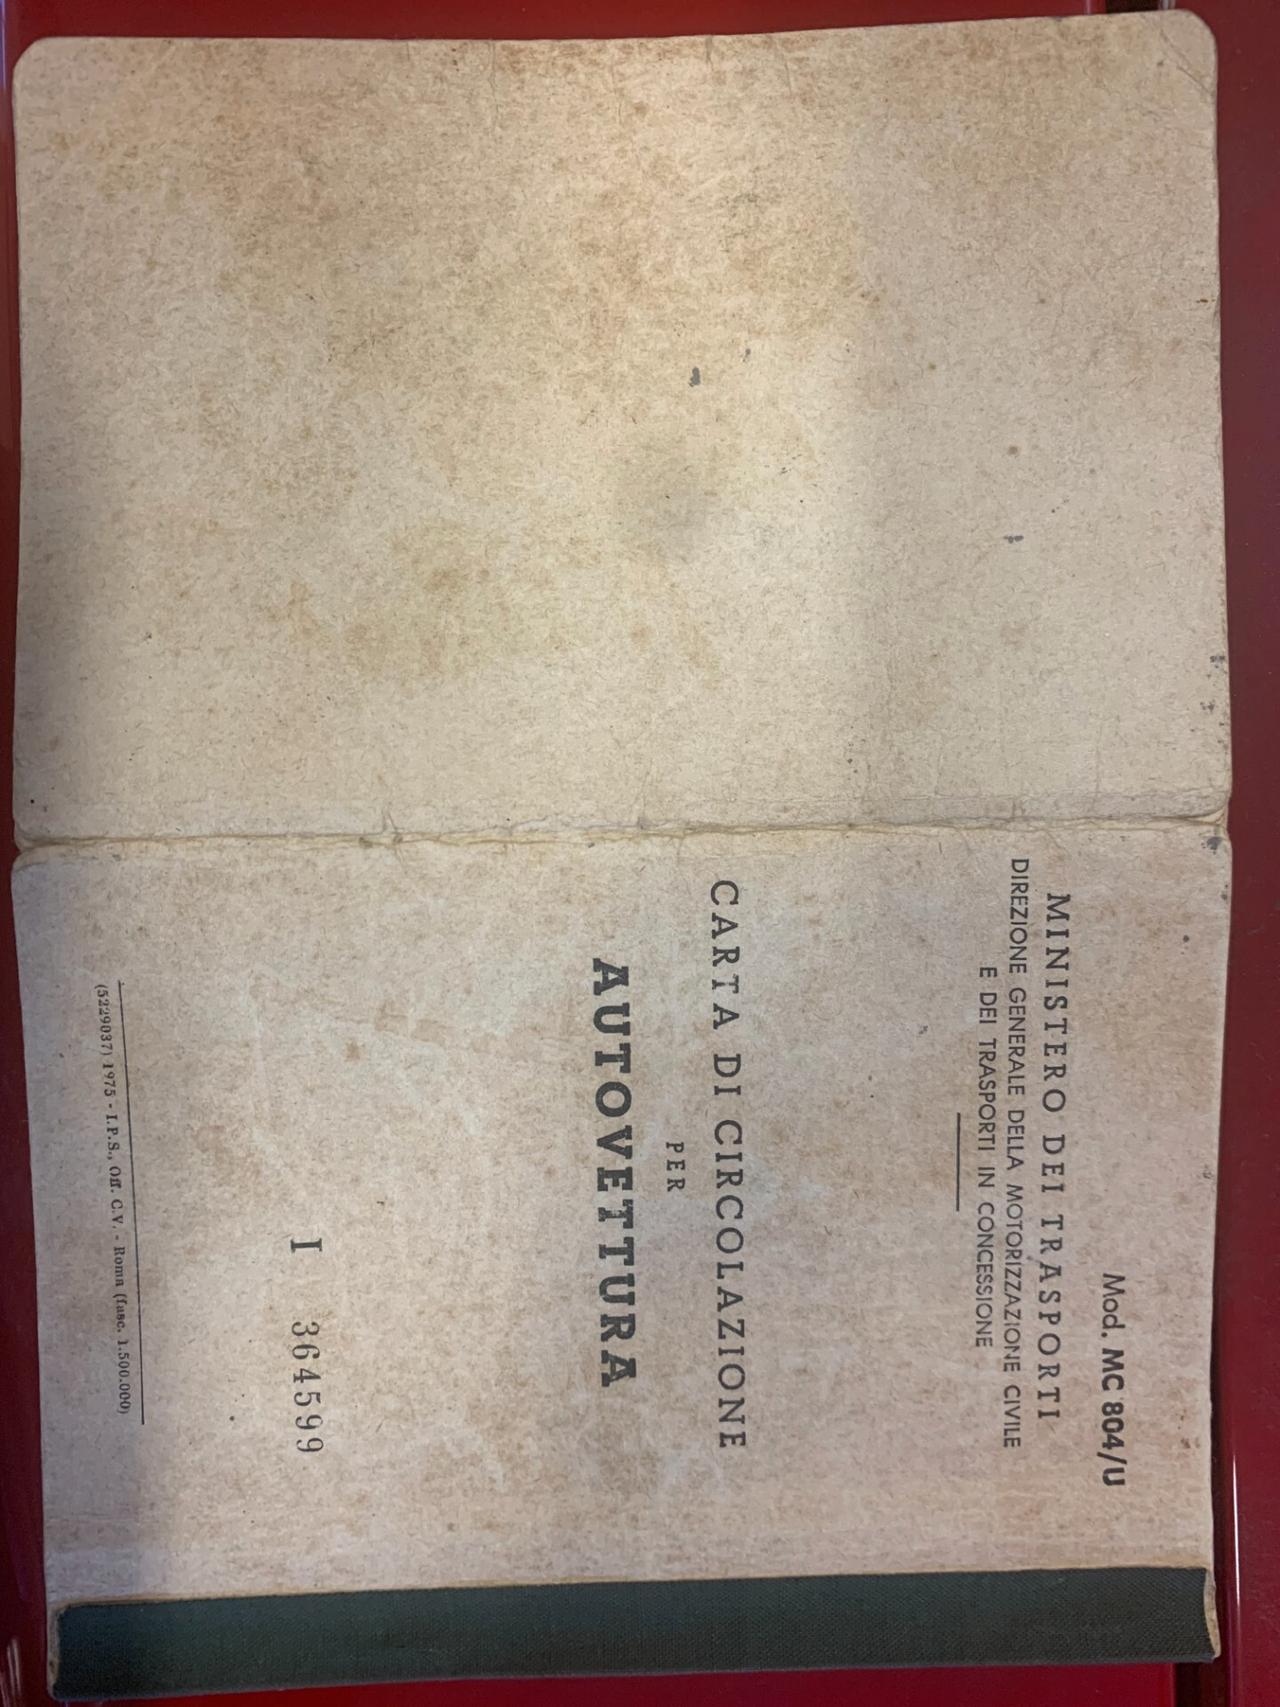 Mod. MC 804/U
MINISTERO DEI TRASPORTI
DIREZIONE GENERALE DELLA MOTORIZZAZIONE CIVILE
E DEI TRASPORTI IN CONCESSIONE
CARTA DI CIRCOLAZIONE
PER
AUTOVETTURA
I 364599
(5229037) 1975 - I.P.S., Off. C.V. - Roma (fasc. 1.500.000)